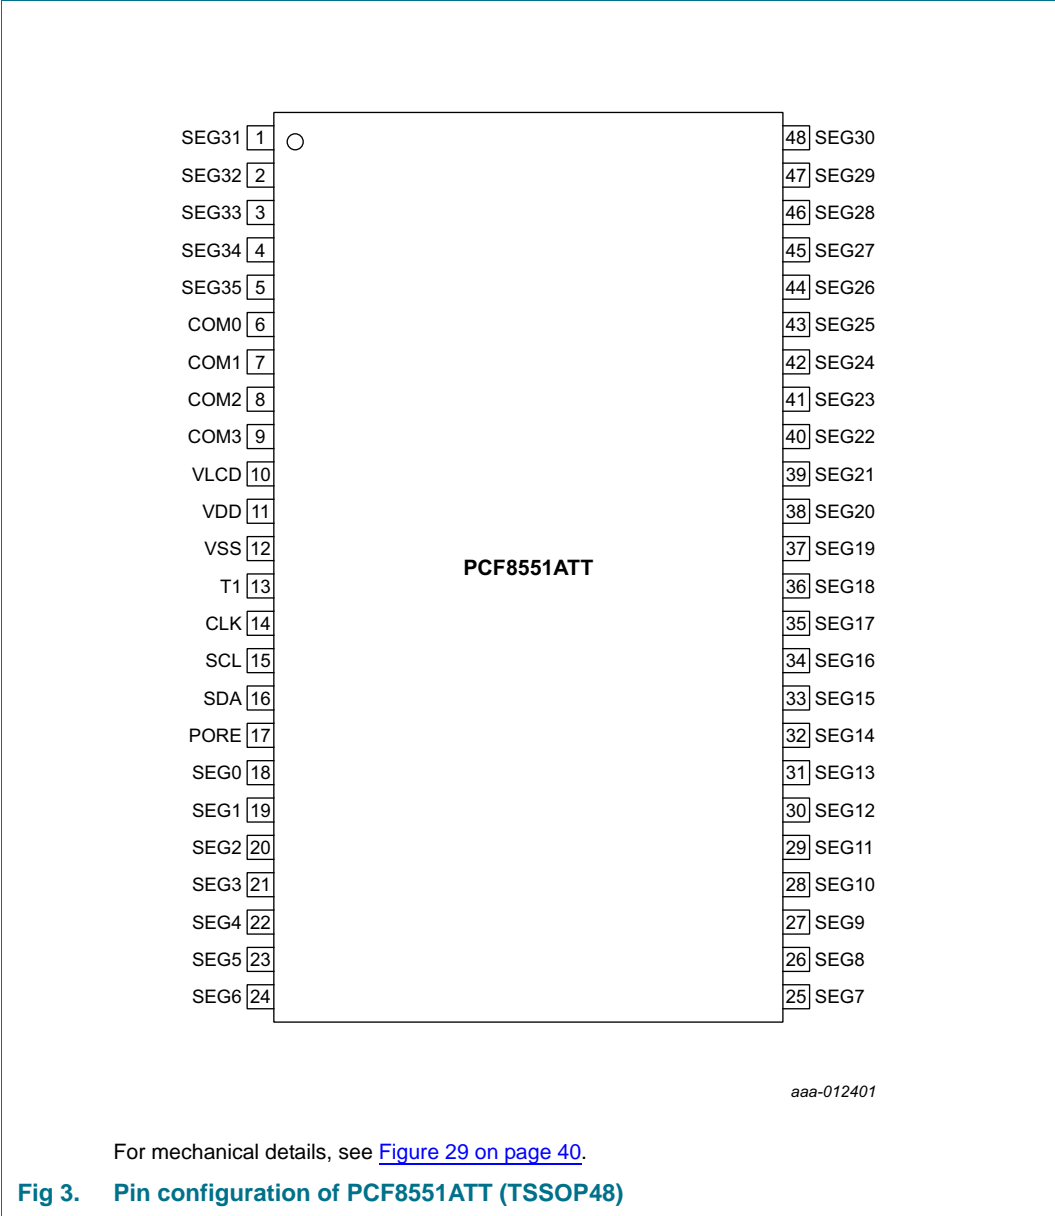 SEG31 1 48 SEG30
SEG32 2 47 SEG29
SEG33 3 46 SEG28
SEG34 4 45 SEG27
SEG35 5 44 SEG26
COM0 6 43 SEG25
COM1 7 42 SEG24
COM2 8 41 SEG23
COM3 9 40 SEG22
VLCD 10 39 SEG21
VDD 11 38 SEG20
VSS 12 37 SEG19
PCF8551ATT
T1 13 36 SEG18
CLK 14 35 SEG17
SCL 15 34 SEG16
SDA 16 33 SEG15
PORE 17 32 SEG14
SEG0 18 31 SEG13
SEG1 19 30 SEG12
SEG2 20 29 SEG11
SEG3 21 28 SEG10
SEG4 22 27 SEG9
SEG5 23 26 SEG8
SEG6 24 25 SEG7
aaa-012401
For mechanical details, see Figure 29 on page 40.
Fig 3. Pin configuration of PCF8551ATT (TSSOP48)